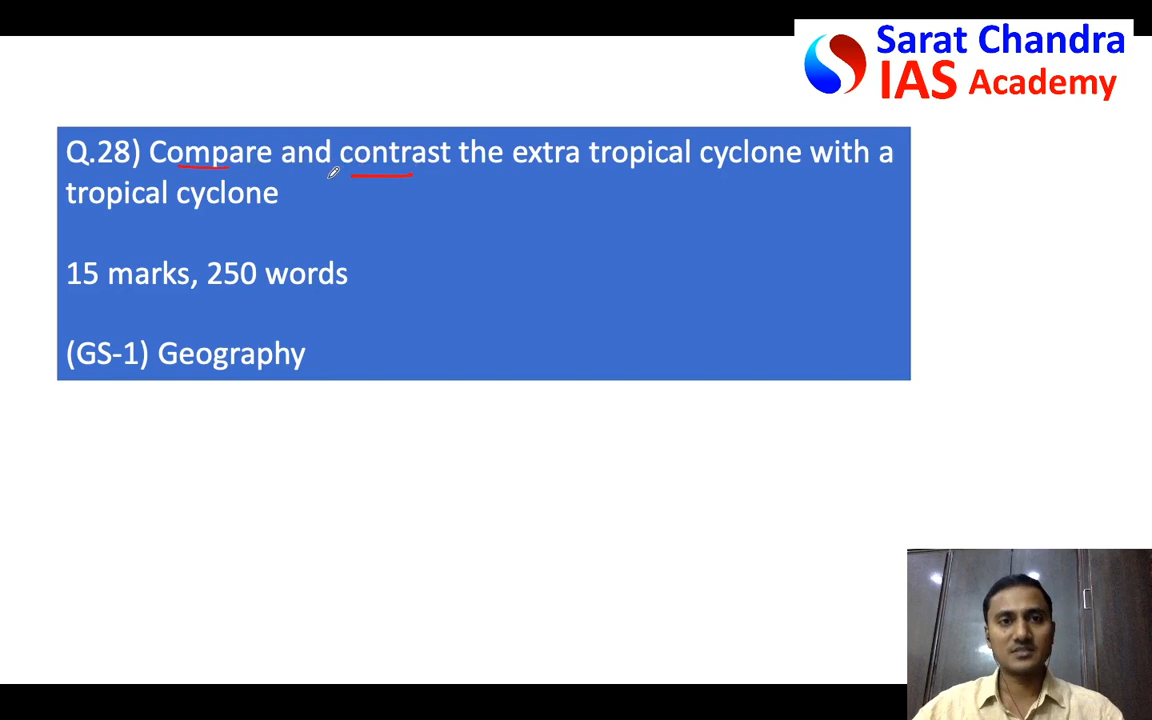 Sarat Chandra
IAS Academy
Q.28) Compare and contrast the extra tropical cyclone with a
tropical cyclone
15 marks, 250 words
(GS-1) Geography